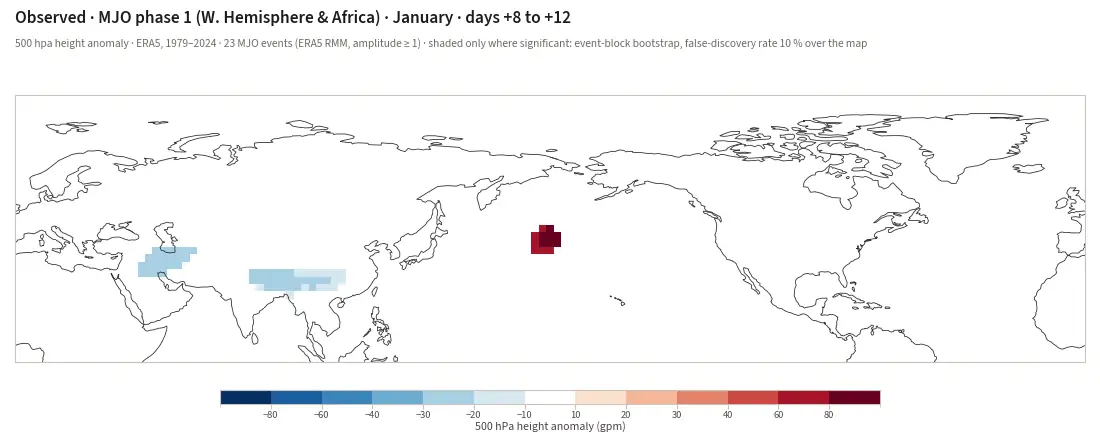 Observed · MJO phase 1 (W. Hemisphere & Africa) · January · days +8 to +12
500 hpa height anomaly · ERA5, 1979–2024 · 23 MJO events (ERA5 RMM, amplitude ≥ 1) · shaded only where significant: event-block bootstrap, false-discovery rate 10 % over the map
−80 −60 −40 −30 −20 −10 10 20 30 40 60 80
500 hPa height anomaly (gpm)